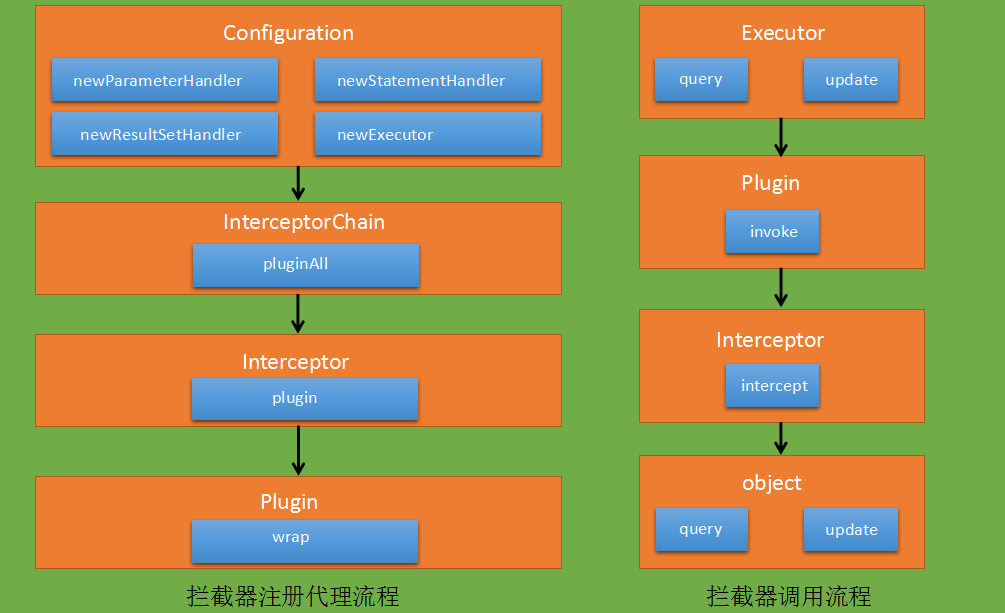 Configuration
newParameterHandler
newStatementHandler
newResultSetHandler
newExecutor
InterceptorChain
pluginAll
Interceptor
plugin
Plugin
wrap
拦截器注册代理流程
Executor
query
update
Plugin
invoke
Interceptor
intercept
object
query
update
拦截器调用流程